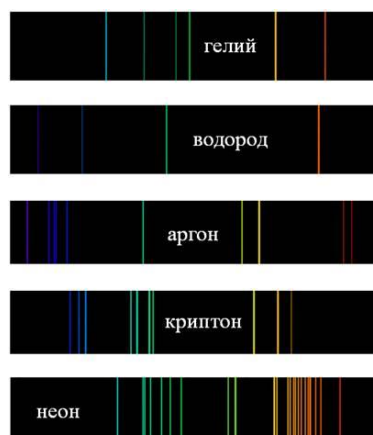 гелий
водород
аргон
криптон
неон